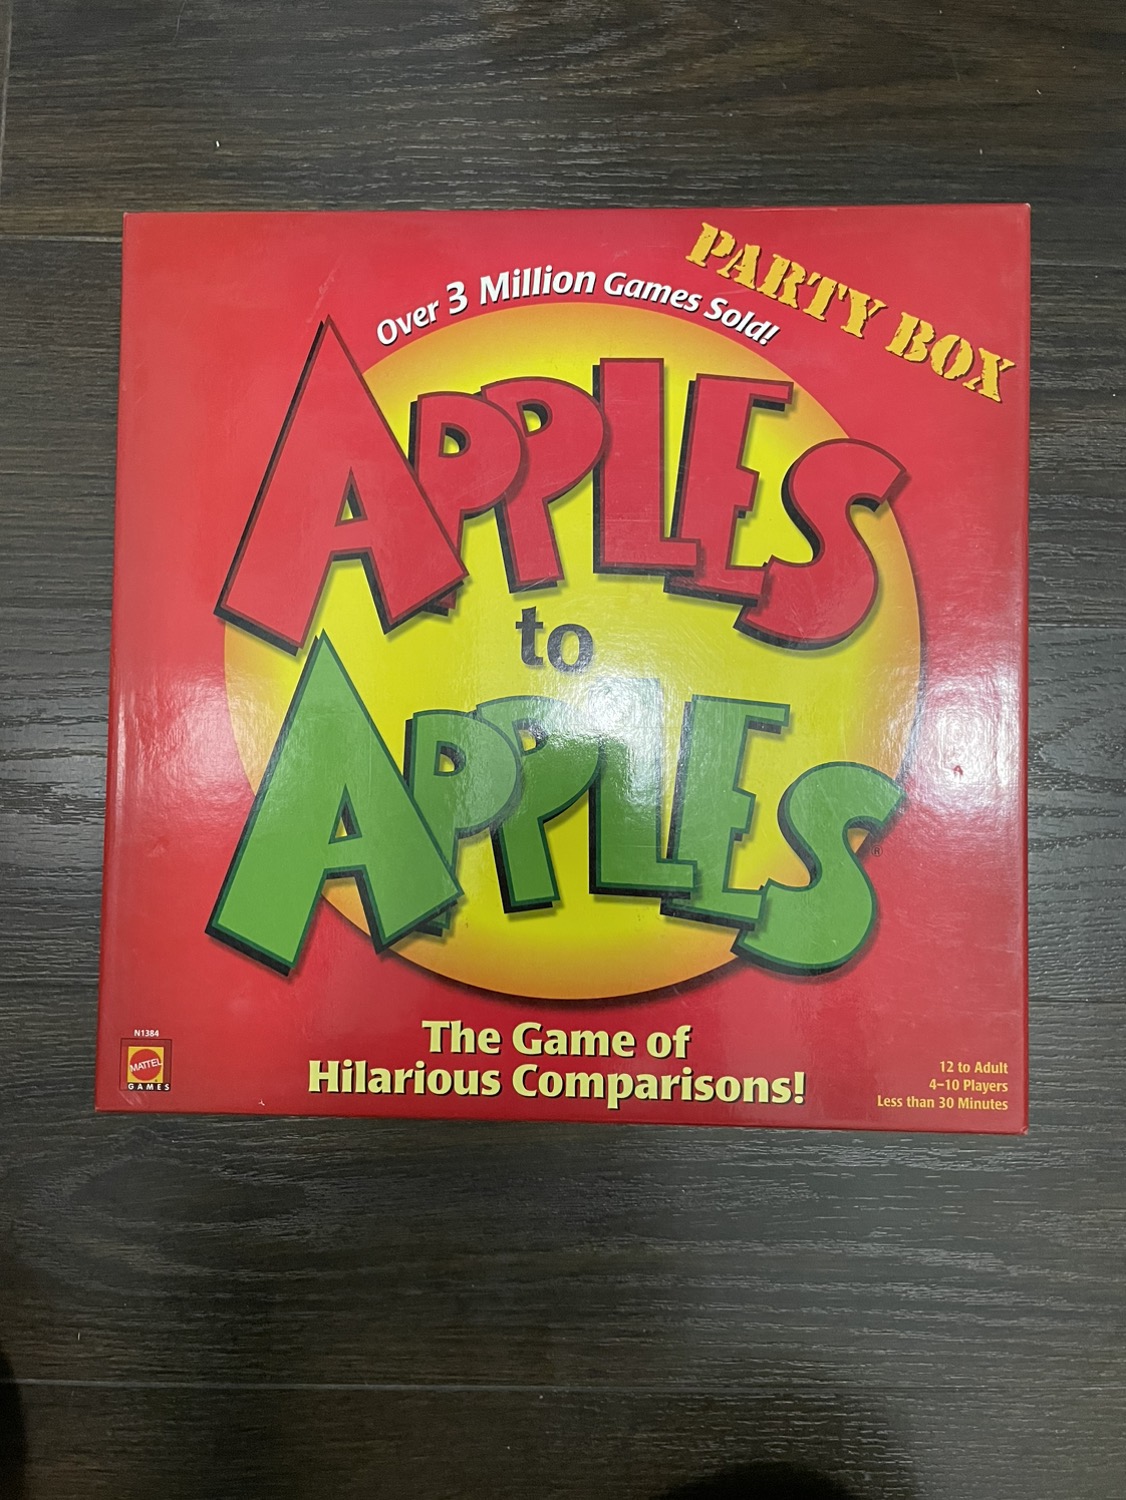 PARTY BOX
Over 3 Million Games Sold!
APPLES
to
APPLES
®
The Game of
Hilarious Comparisons!
N1384
MATTEL
GAMES
12 to Adult
4–10 Players
Less than 30 Minutes